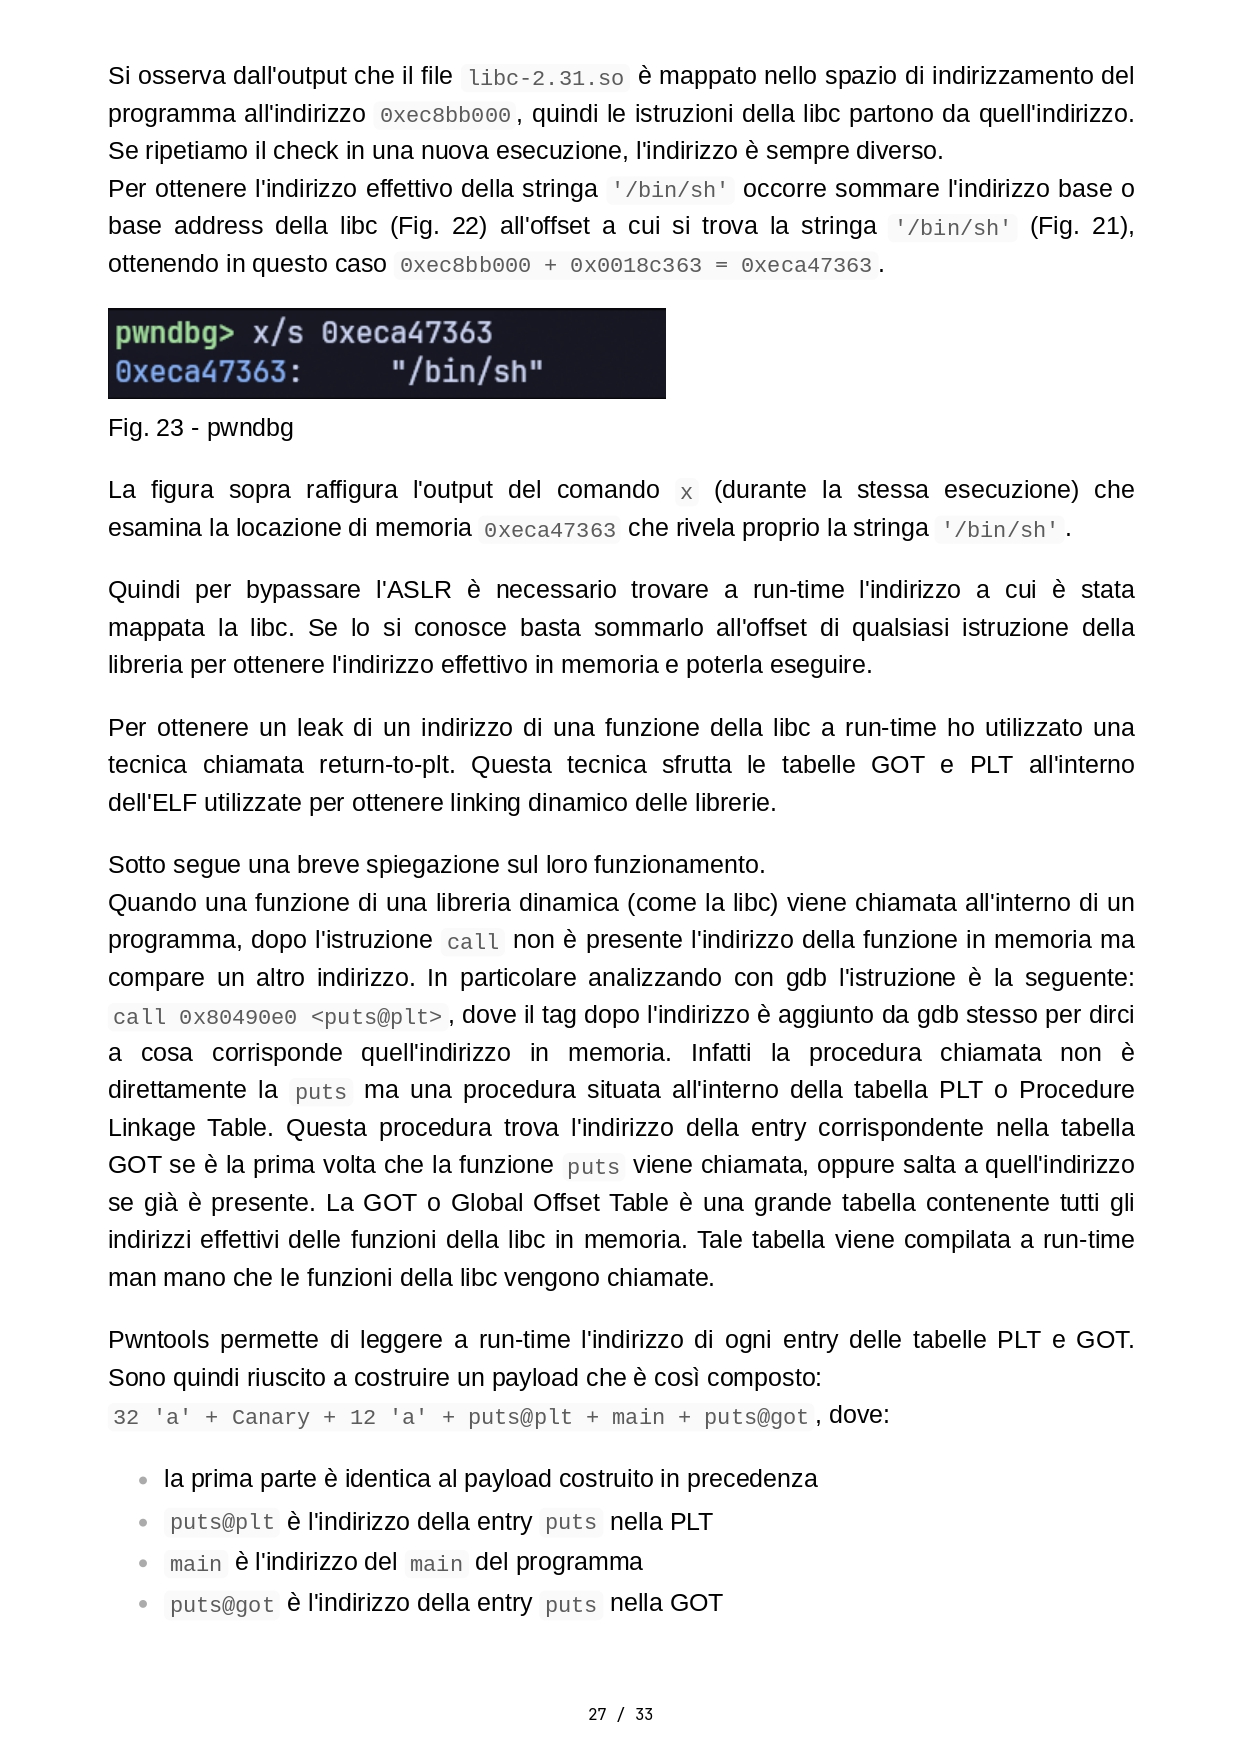 Si osserva dall'output che il file libc-2.31.so è mappato nello spazio di indirizzamento del
programma all'indirizzo 0xec8bb000, quindi le istruzioni della libc partono da quell'indirizzo.
Se ripetiamo il check in una nuova esecuzione, l'indirizzo è sempre diverso.
Per ottenere l'indirizzo effettivo della stringa '/bin/sh' occorre sommare l'indirizzo base o
base address della libc (Fig. 22) all'offset a cui si trova la stringa '/bin/sh' (Fig. 21),
ottenendo in questo caso 0xec8bb000 + 0x0018c363 = 0xeca47363.
pwndbg> x/s 0xeca47363
0xeca47363: "/bin/sh"
Fig. 23 - pwndbg
La figura sopra raffigura l'output del comando x (durante la stessa esecuzione) che
esamina la locazione di memoria 0xeca47363 che rivela proprio la stringa '/bin/sh'.
Quindi per bypassare l'ASLR è necessario trovare a run-time l'indirizzo a cui è stata
mappata la libc. Se lo si conosce basta sommarlo all'offset di qualsiasi istruzione della
libreria per ottenere l'indirizzo effettivo in memoria e poterla eseguire.
Per ottenere un leak di un indirizzo di una funzione della libc a run-time ho utilizzato una
tecnica chiamata return-to-plt. Questa tecnica sfrutta le tabelle GOT e PLT all'interno
dell'ELF utilizzate per ottenere linking dinamico delle librerie.
Sotto segue una breve spiegazione sul loro funzionamento.
Quando una funzione di una libreria dinamica (come la libc) viene chiamata all'interno di un
programma, dopo l'istruzione call non è presente l'indirizzo della funzione in memoria ma
compare un altro indirizzo. In particolare analizzando con gdb l'istruzione è la seguente:
call 0x80490e0 <puts@plt>, dove il tag dopo l'indirizzo è aggiunto da gdb stesso per dirci
a cosa corrisponde quell'indirizzo in memoria. Infatti la procedura chiamata non è
direttamente la puts ma una procedura situata all'interno della tabella PLT o Procedure
Linkage Table. Questa procedura trova l'indirizzo della entry corrispondente nella tabella
GOT se è la prima volta che la funzione puts viene chiamata, oppure salta a quell'indirizzo
se già è presente. La GOT o Global Offset Table è una grande tabella contenente tutti gli
indirizzi effettivi delle funzioni della libc in memoria. Tale tabella viene compilata a run-time
man mano che le funzioni della libc vengono chiamate.
Pwntools permette di leggere a run-time l'indirizzo di ogni entry delle tabelle PLT e GOT.
Sono quindi riuscito a costruire un payload che è così composto:
32 'a' + Canary + 12 'a' + puts@plt + main + puts@got, dove:
• la prima parte è identica al payload costruito in precedenza
• puts@plt è l'indirizzo della entry puts nella PLT
• main è l'indirizzo del main del programma
• puts@got è l'indirizzo della entry puts nella GOT
27 / 33